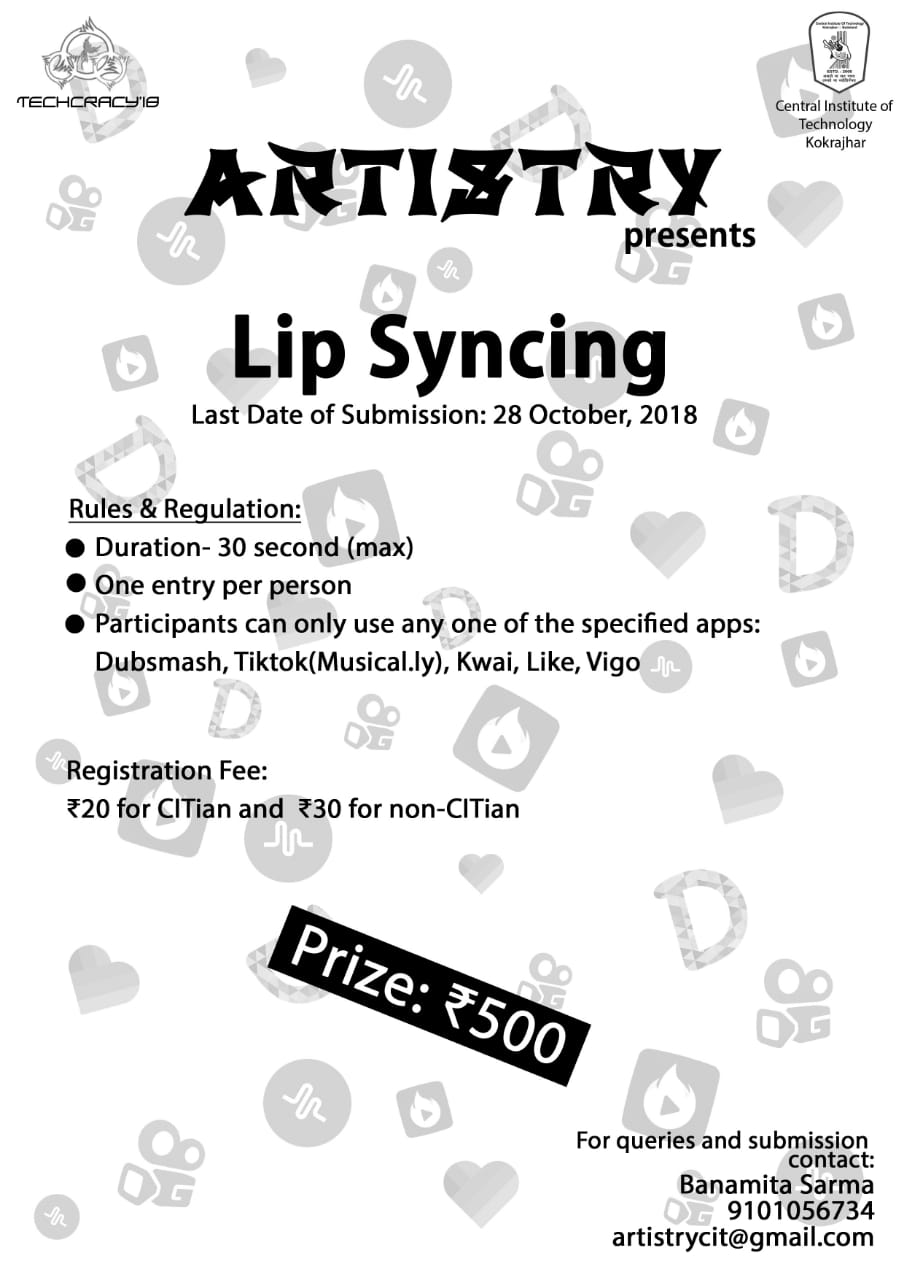 TECHCRACY'18
Central Institute of
Technology
Kokrajhar
ARTISTRY
presents
Lip Syncing
Last Date of Submission: 28 October, 2018
Rules & Regulation:
● Duration- 30 second (max)
● One entry per person
● Participants can only use any one of the specified apps:
Dubsmash, Tiktok(Musical.ly), Kwai, Like, Vigo
Registration Fee:
₹20 for CITian and ₹30 for non-CITian
Prize: ₹500
For queries and submission
contact:
Banamita Sarma
9101056734
artistrycit@gmail.com